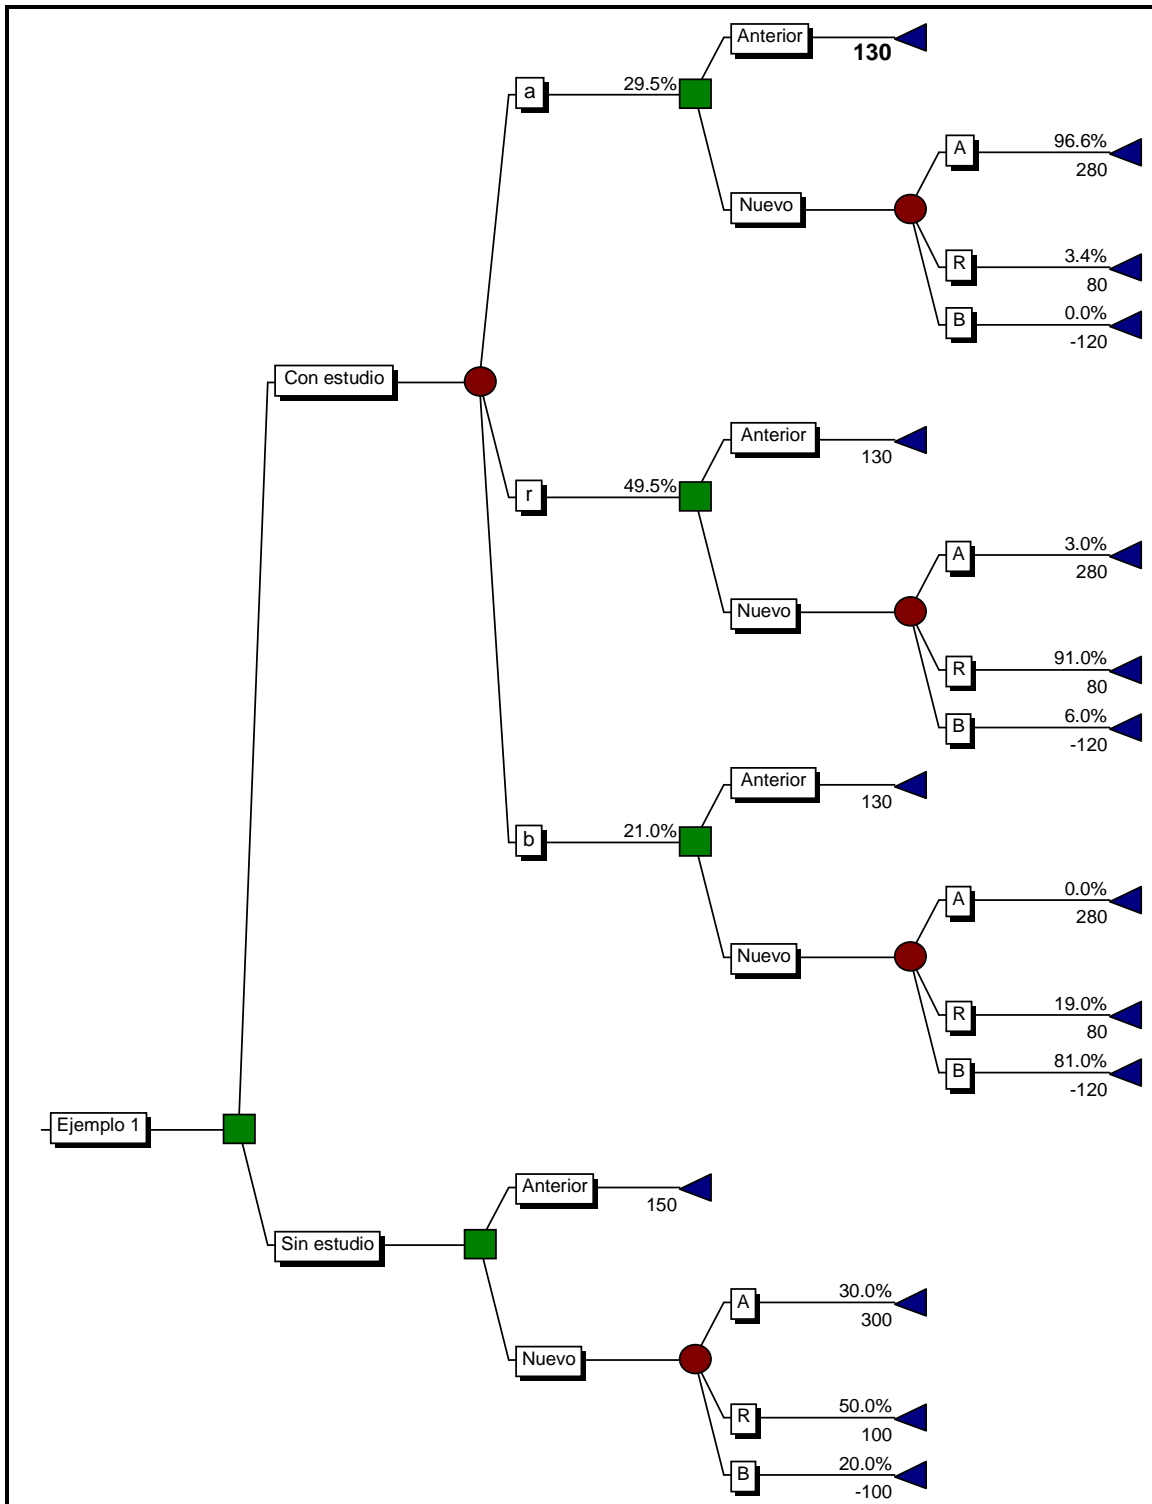 Anterior
130
a
29.5%
A
96.6%
280
Nuevo
R
3.4%
80
B
0.0%
-120
Con estudio
Anterior
130
r
49.5%
A
3.0%
280
Nuevo
R
91.0%
80
B
6.0%
-120
Anterior
130
b
21.0%
A
0.0%
280
Nuevo
R
19.0%
80
B
81.0%
-120
Ejemplo 1
Anterior
150
Sin estudio
A
30.0%
300
Nuevo
R
50.0%
100
B
20.0%
-100